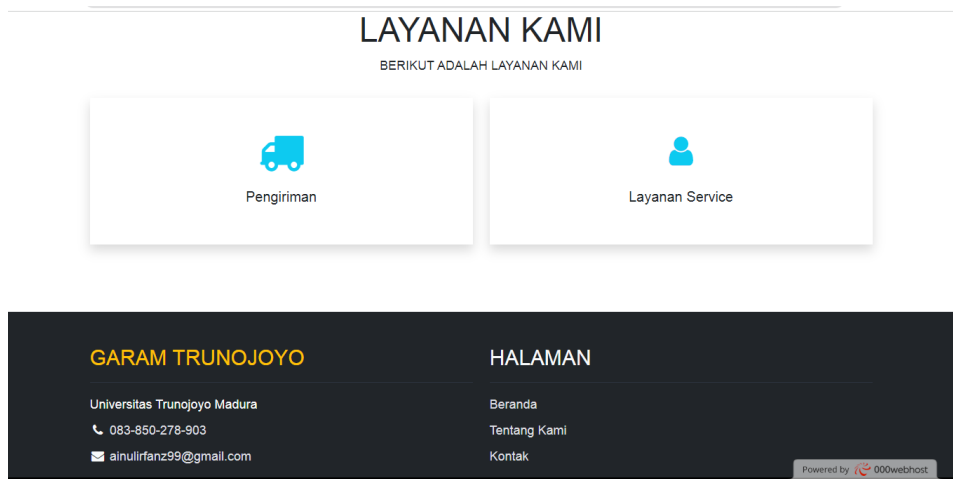 LAYANAN KAMI
BERIKUT ADALAH LAYANAN KAMI
Pengiriman
Layanan Service
GARAM TRUNOJOYO
Universitas Trunojoyo Madura
083-850-278-903
ainulirfanz99@gmail.com
HALAMAN
Beranda
Tentang Kami
Kontak
Powered by 000webhost